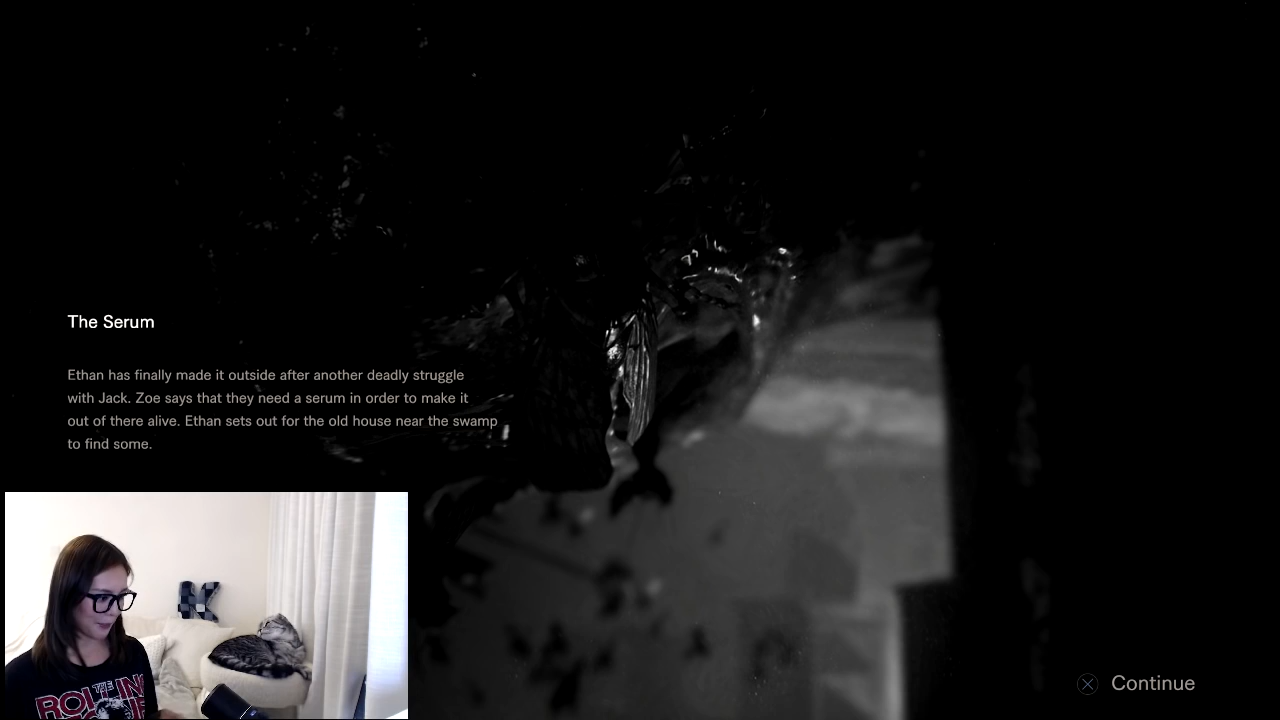 The Serum
Ethan has finally made it outside after another deadly struggle
with Jack. Zoe says that they need a serum in order to make it
out of there alive. Ethan sets out for the old house near the swamp
to find some.
K
THE
Continue